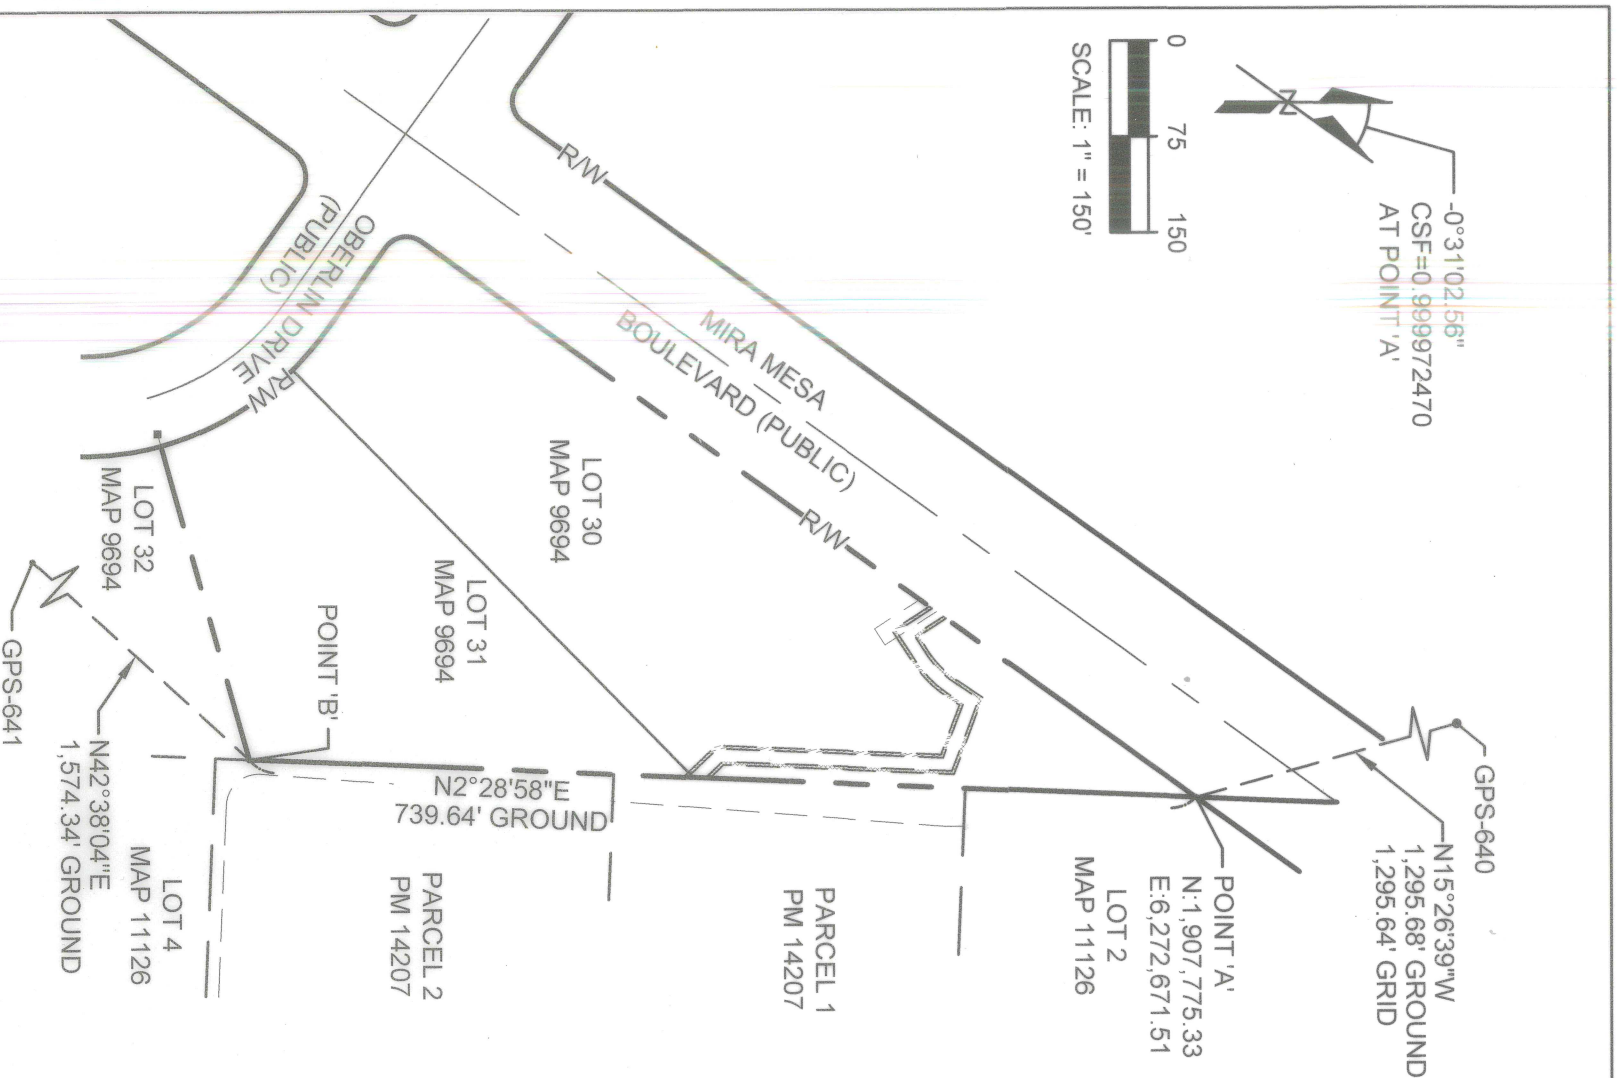 -0°31'02.56"
CSF=0.999972470
AT POINT 'A'
Z
0 75 150
SCALE: 1" = 150'
GPS-640
N15°26'39"W
1,295.68' GROUND
1,295.64' GRID
POINT 'A'
N:1,907,775.33
E:6,272,671.51
LOT 2
MAP 11126
R/W
MIRA MESA
BOULEVARD (PUBLIC)
R/W
OBERLIN DRIVE
(PUBLIC)
R/W
LOT 30
MAP 9694
LOT 31
MAP 9694
LOT 32
MAP 9694
PARCEL 1
PM 14207
N2°28'58"E
739.64' GROUND
PARCEL 2
PM 14207
POINT 'B'
LOT 4
MAP 11126
N42°38'04"E
1,574.34' GROUND
GPS-641